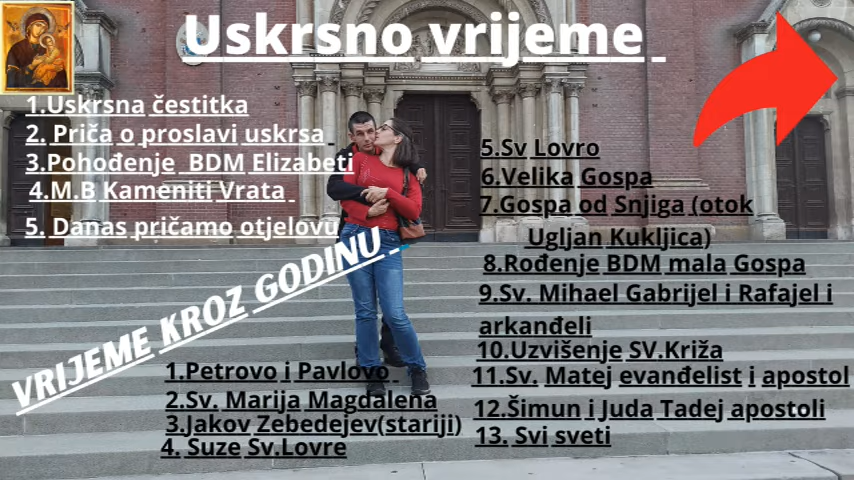 Uskrsno vrijeme
1.Uskrsna čestitka
2. Priča o proslavi uskrsa
3.Pohođenje BDM Elizabeti
4.M.B Kameniti Vrata
5. Danas pričamo otjelovu
VRIJEME KROZ GODINU
1.Petrovo i Pavlovo
2.Sv. Marija Magdalena
3.Jakov Zebedejev(stariji)
4. Suze Sv.Lovre
5.Sv Lovro
6.Velika Gospa
7.Gospa od Snjiga (otok
Ugljan Kukljica)
8.Rođenje BDM mala Gospa
9.Sv. Mihael Gabrijel i Rafajel i
arkanđeli
10.Uzvišenje SV.Križa
11.Sv. Matej evanđelist i apostol
12.Šimun i Juda Tadej apostoli
13. Svi sveti